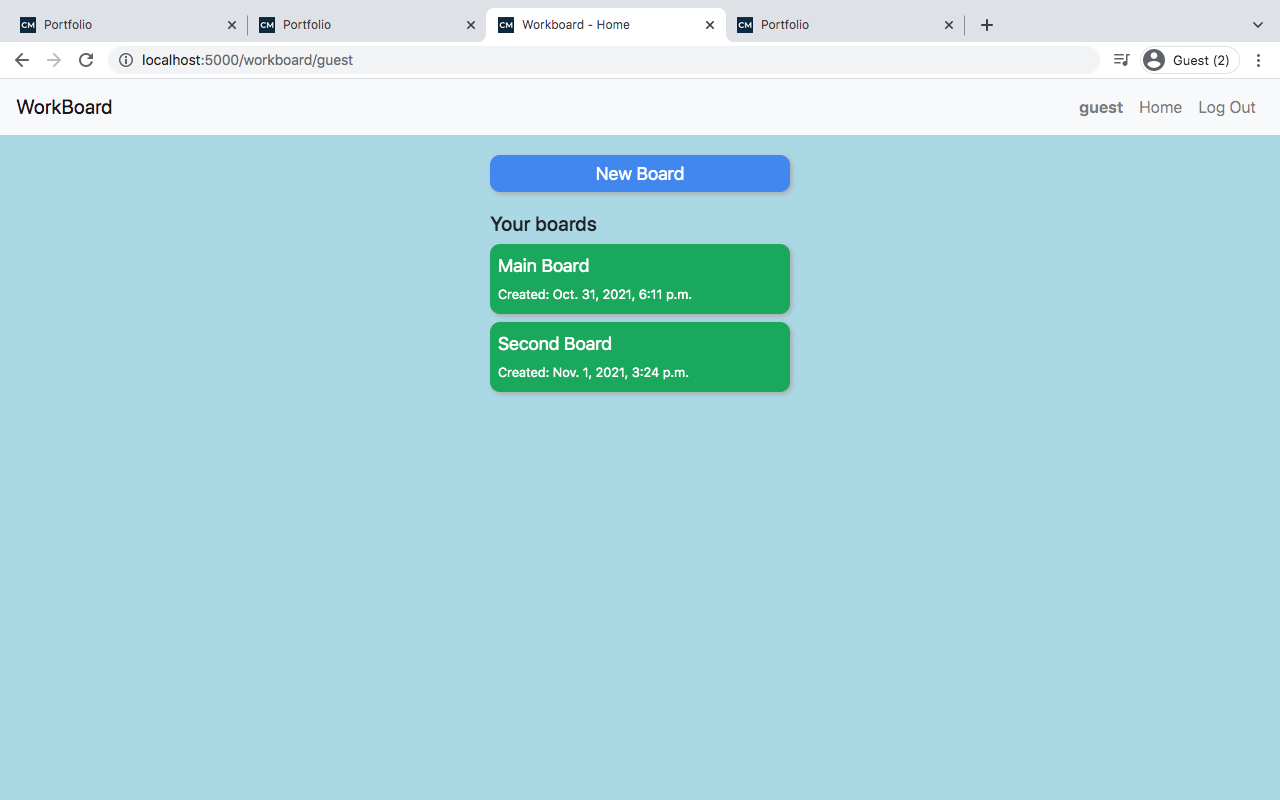 CM Portfolio CM Portfolio CM Workboard - Home CM Portfolio
localhost:5000/workboard/guest Guest (2)
WorkBoard guest Home Log Out
New Board
Your boards
Main Board
Created: Oct. 31, 2021, 6:11 p.m.
Second Board
Created: Nov. 1, 2021, 3:24 p.m.